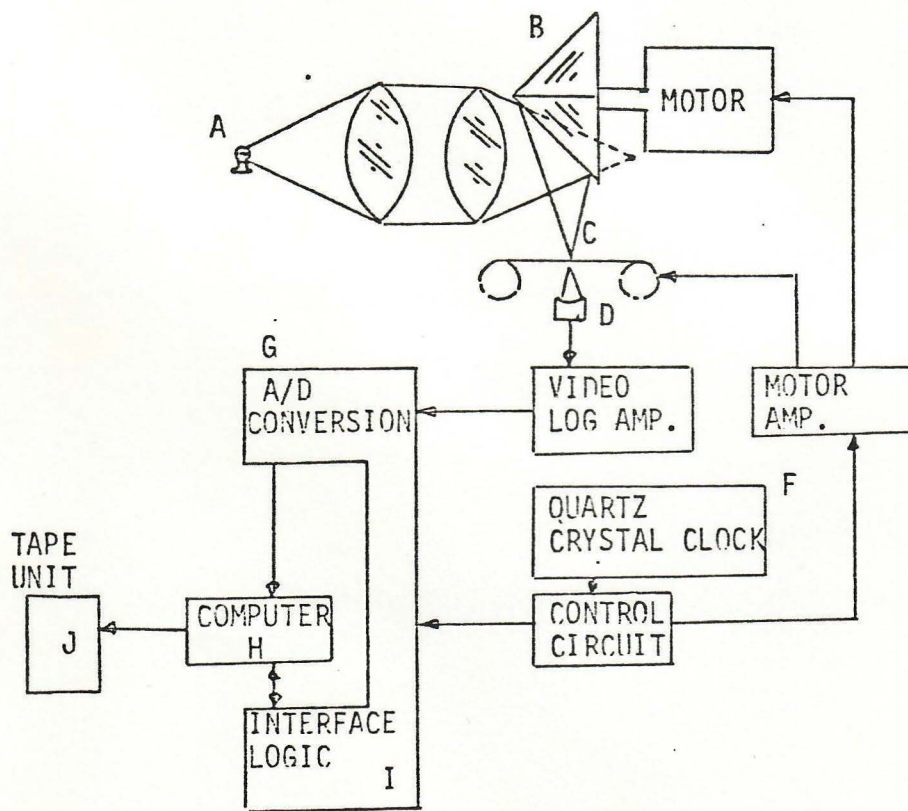 B
MOTOR
A
C
D
G
A/D
CONVERSION
VIDEO
LOG AMP.
MOTOR
AMP.
F
QUARTZ
CRYSTAL CLOCK
TAPE
UNIT
J
COMPUTER
H
CONTROL
CIRCUIT
INTERFACE
LOGIC
I